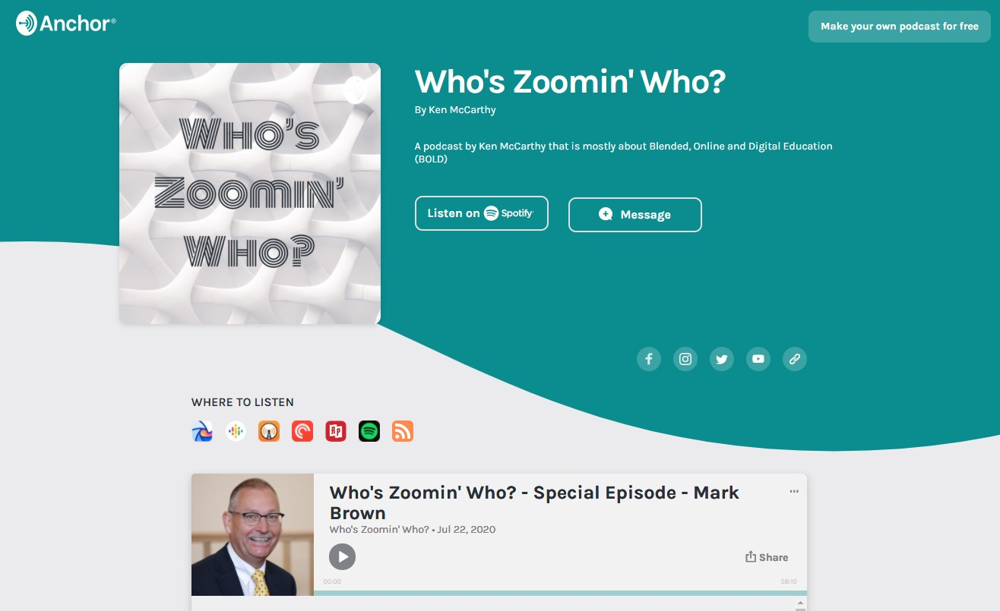 Anchor®
Make your own podcast for free
WHO'S
ZOOMIN'
WHO?
Who's Zoomin' Who?
By Ken McCarthy
A podcast by Ken McCarthy that is mostly about Blended, Online and Digital Education
(BOLD)
Listen on Spotify
Message
WHERE TO LISTEN
RP
Who's Zoomin' Who? - Special Episode - Mark
Brown
Who's Zoomin' Who? • Jul 22, 2020
Share
00:00
58:10